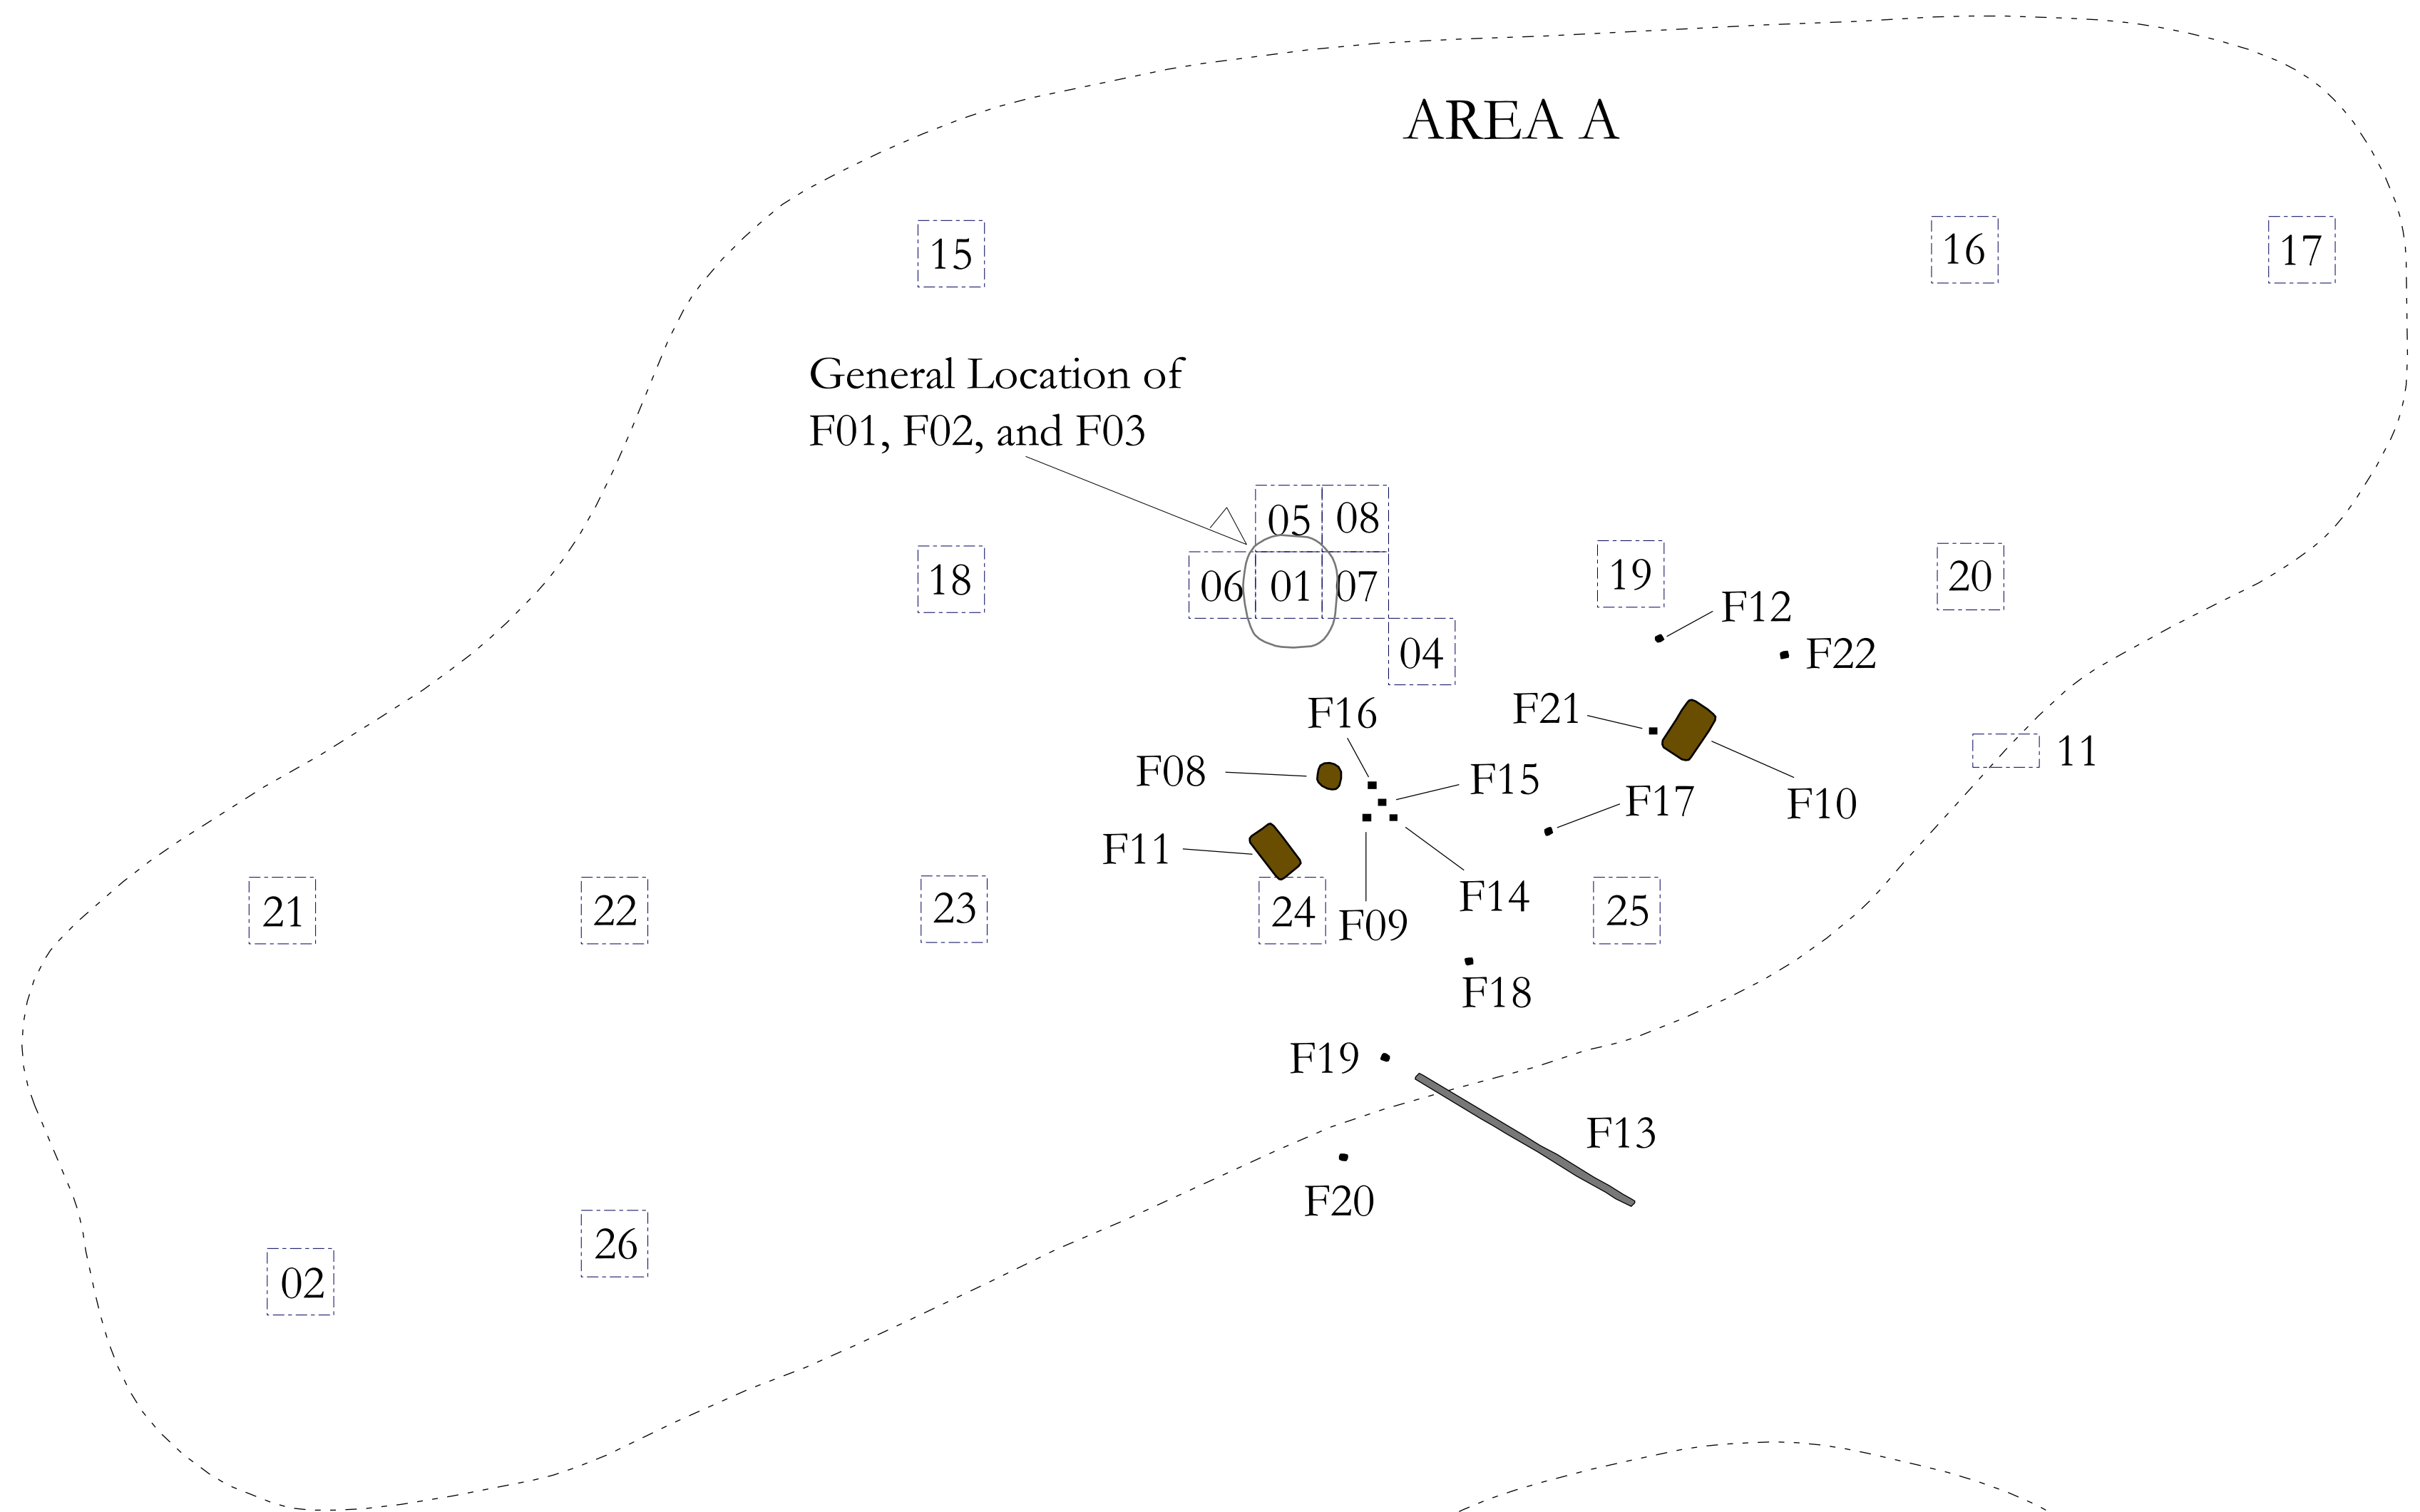 AREA A
15
16
17
General Location of
F01, F02, and F03
05
08
18
06
01
07
19
20
F12
04
F22
F16
F21
11
F08
F15
F17
F10
F11
F14
21
22
23
24
F09
25
F18
F19
F13
F20
26
02